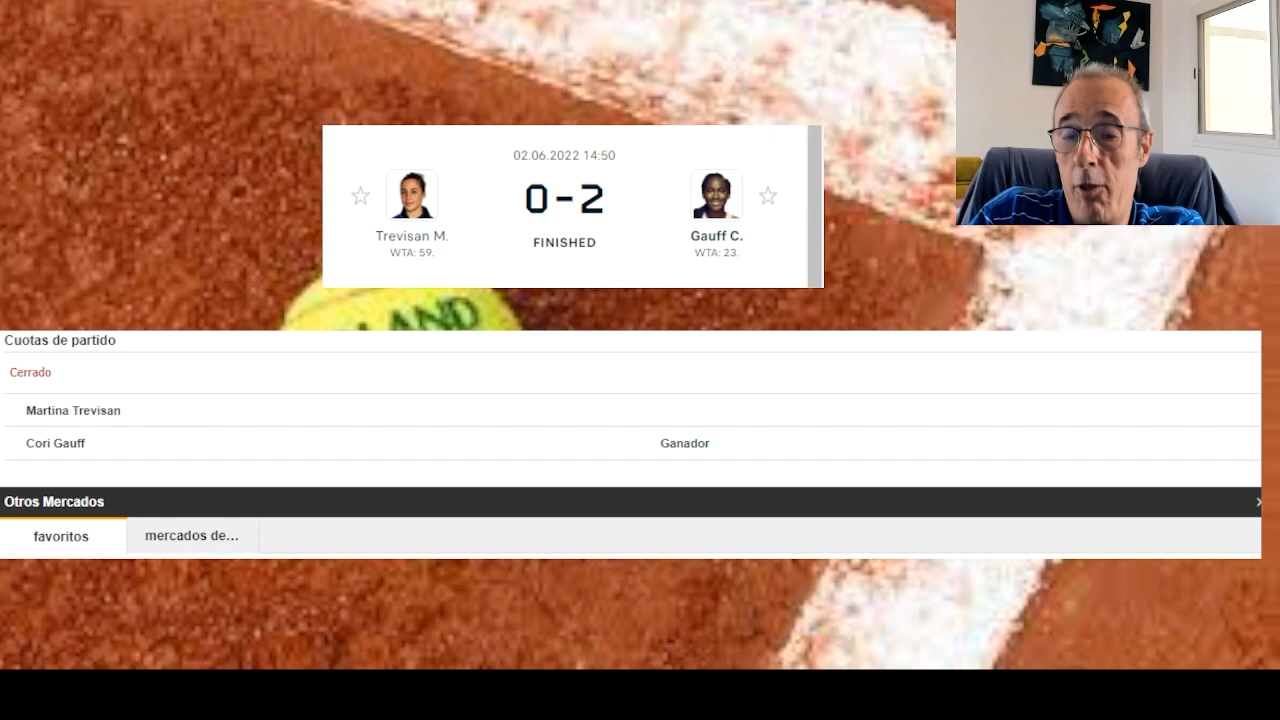 02.06.2022 14:50
0-2
Trevisan M.
WTA: 59.
FINISHED
Gauff C.
WTA: 23.
LAND
Cuotas de partido
Cerrado
Martina Trevisan
Cori Gauff Ganador
Otros Mercados
favoritos mercados de...